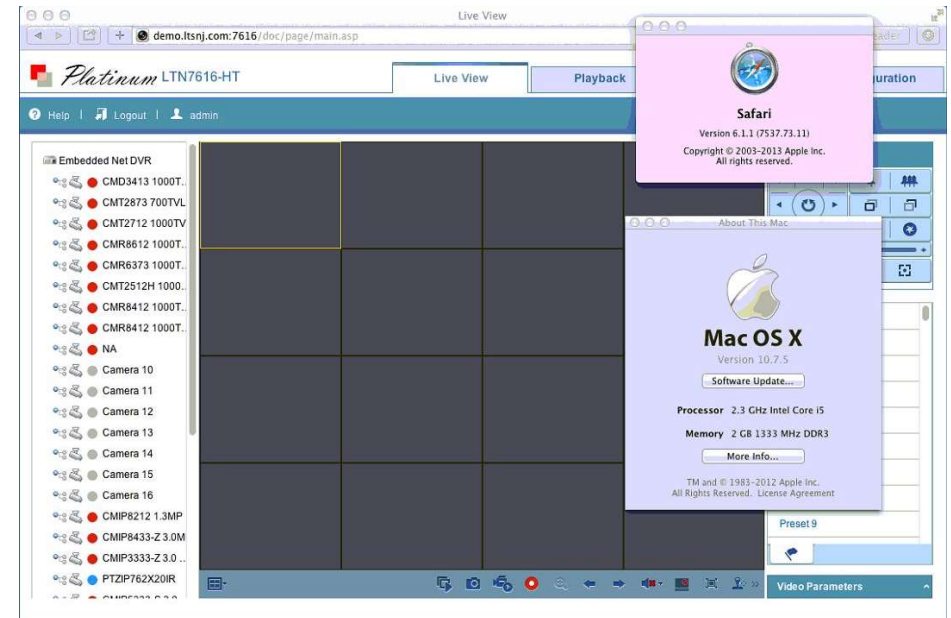 Live View
demo.ltsnj.com:7616/doc/page/main.asp
Platinum LTN7616-HT
Live View
Playback
Help | Logout | admin
Safari
Version 6.1.1 (7537.73.11)
Copyright © 2003-2013 Apple Inc.
All rights reserved.
Embedded Net DVR
CMD3413 1000T..
CMT2873 700TVL
CMT2712 1000TV
CMR8612 1000T..
CMR6373 1000T..
CMT2512H 1000..
CMR8412 1000T..
CMR8412 1000T..
NA
Camera 10
Camera 11
Camera 12
Camera 13
Camera 14
Camera 15
Camera 16
CMIP8212 1.3MP
CMIP8433-Z 3.0M
CMIP3333-Z 3.0 ..
PTZIP762X20IR
About This Mac
Mac OS X
Version 10.7.5
Software Update...
Processor 2.3 GHz Intel Core i5
Memory 2 GB 1333 MHz DDR3
More Info...
TM and © 1983-2012 Apple Inc.
All Rights Reserved. License Agreement
Preset 9
Video Parameters